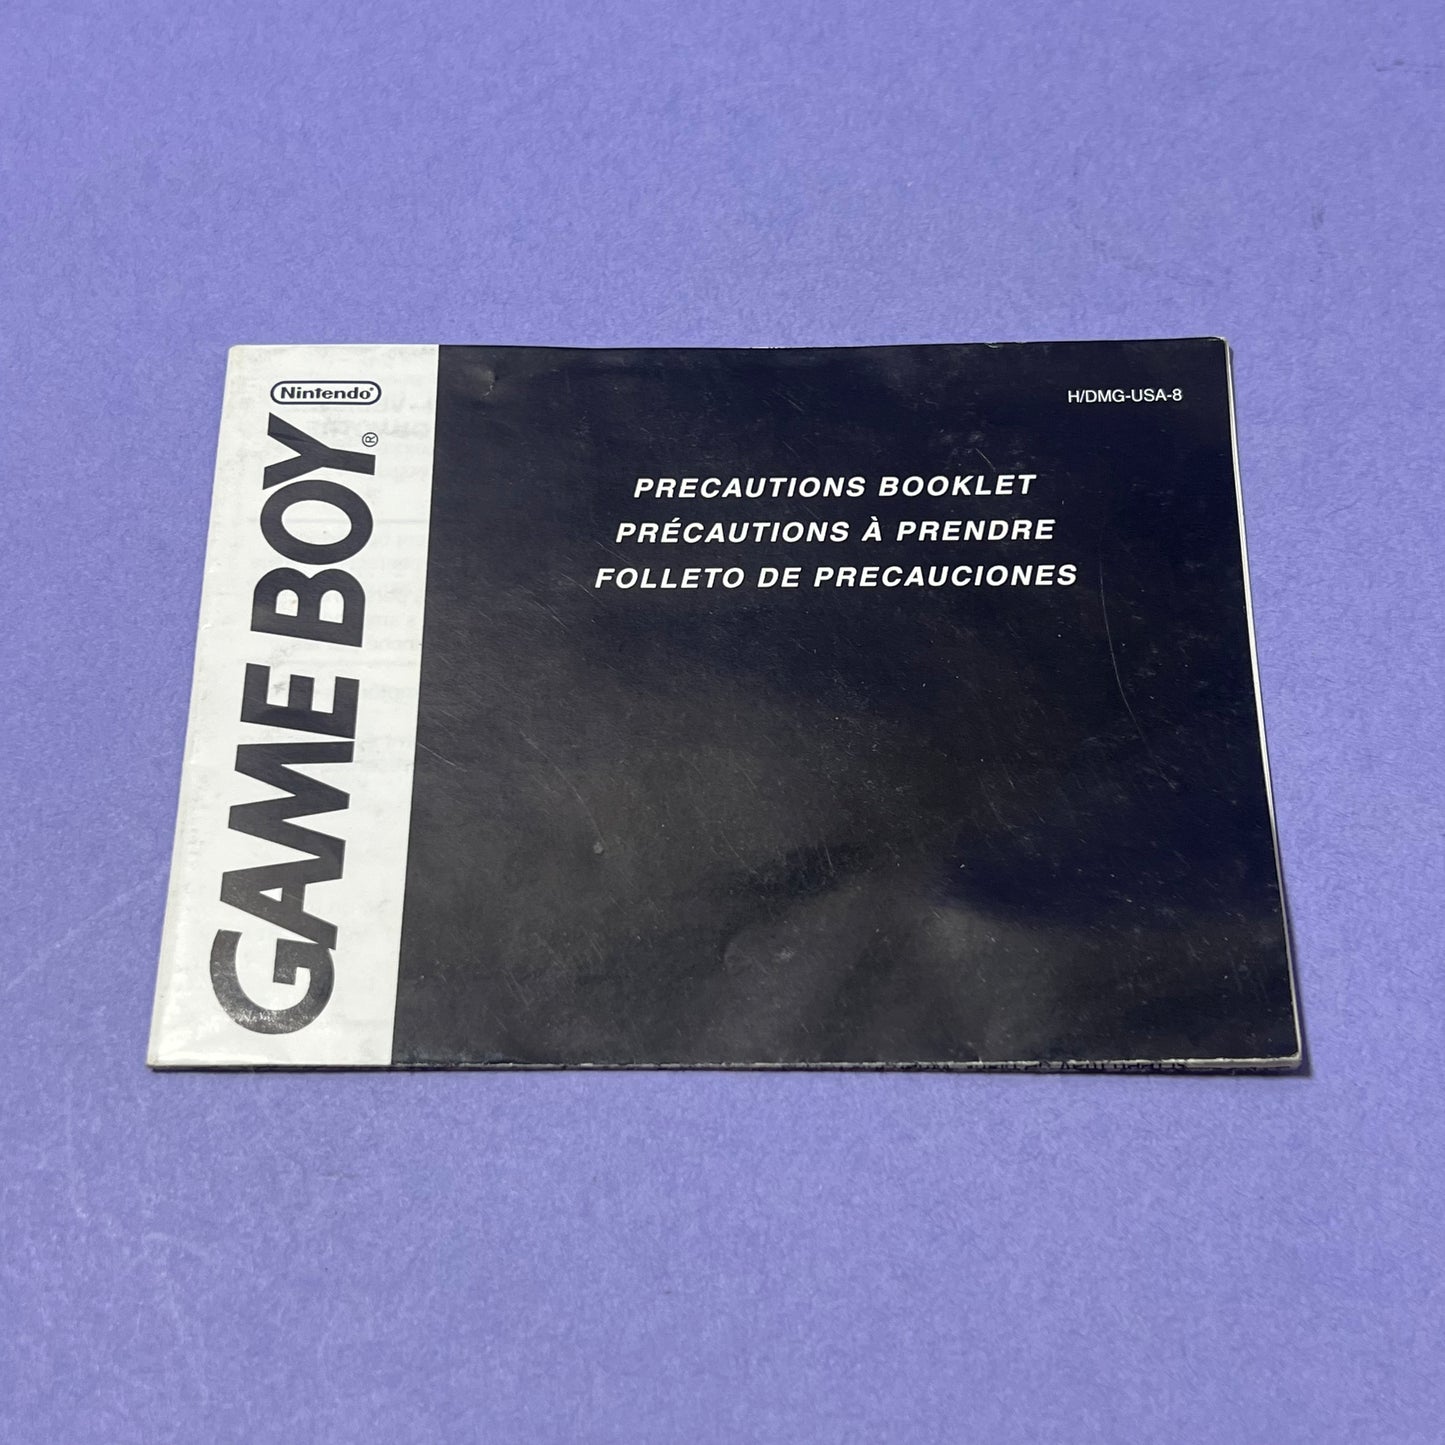 Nintendo®
GAME BOY®
H/DMG-USA-8
PRECAUTIONS BOOKLET
PRÉCAUTIONS À PRENDRE
FOLLETO DE PRECAUCIONES